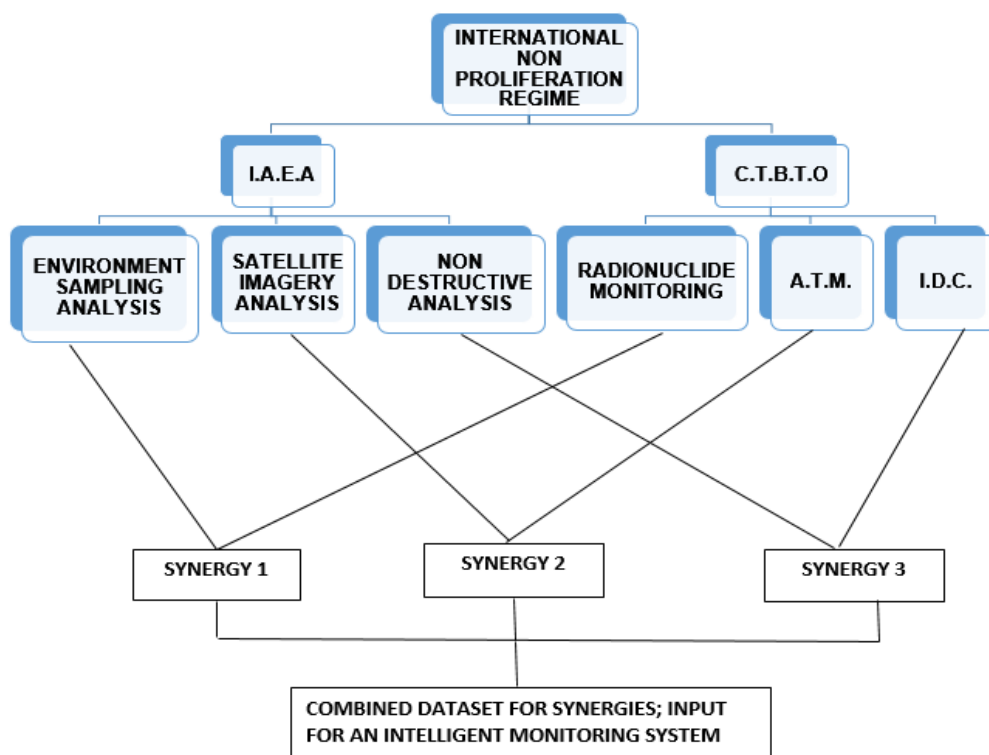 INTERNATIONAL
NON
PROLIFERATION
REGIME
I.A.E.A
C.T.B.T.O
ENVIRONMENT
SAMPLING
ANALYSIS
SATELLITE
IMAGERY
ANALYSIS
NON
DESTRUCTIVE
ANALYSIS
RADIONUCLIDE
MONITORING
A.T.M.
I.D.C.
SYNERGY 1
SYNERGY 2
SYNERGY 3
COMBINED DATASET FOR SYNERGIES; INPUT
FOR AN INTELLIGENT MONITORING SYSTEM